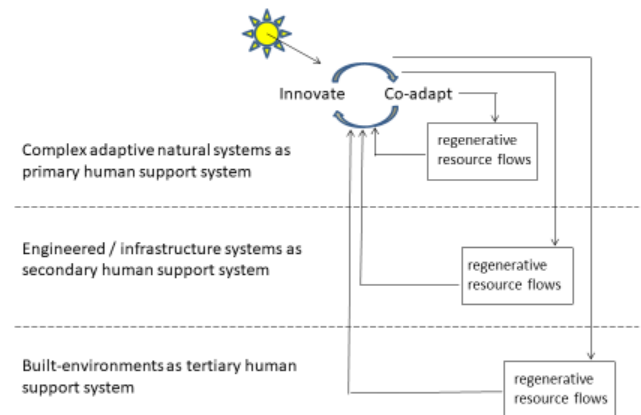 Innovate
Co-adapt
regenerative
resource flows
Complex adaptive natural systems as
primary human support system
Engineered / infrastructure systems as
secondary human support system
regenerative
resource flows
Built-environments as tertiary human
support system
regenerative
resource flows